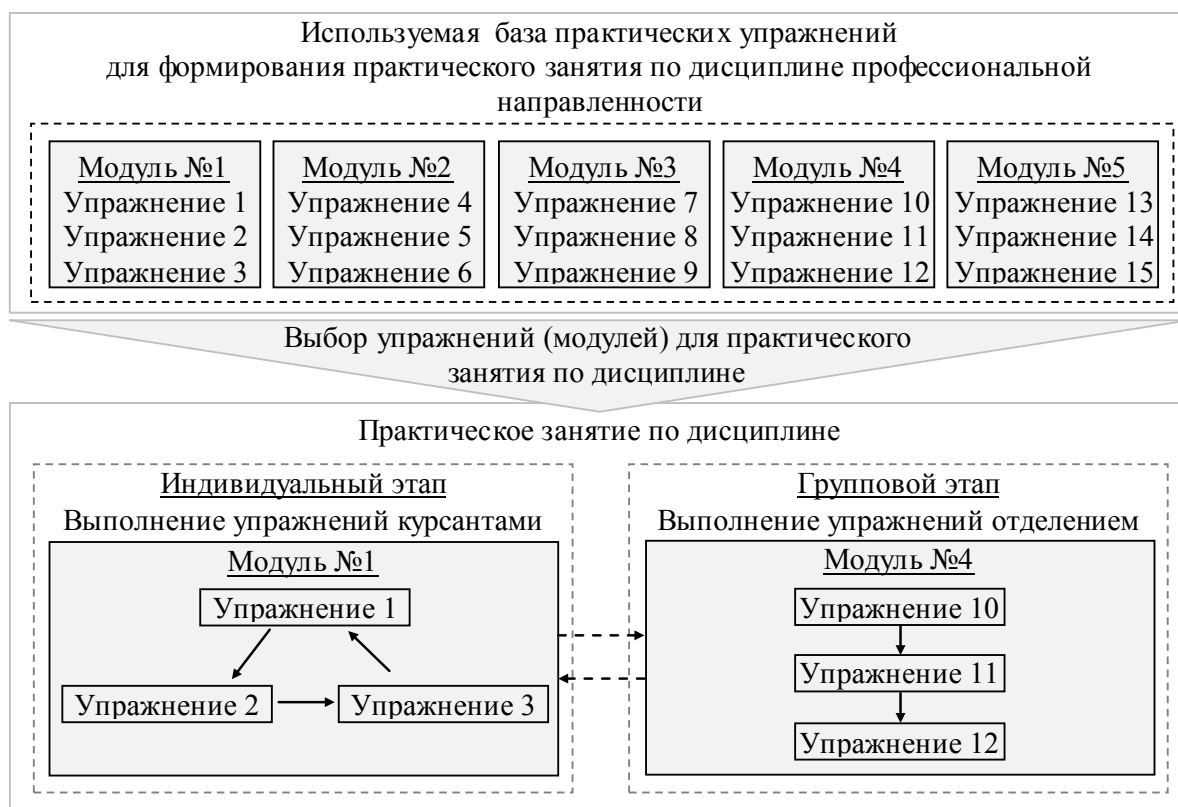 Используемая база практических упражнений
для формирования практического занятия по дисциплине профессиональной
направленности
Модуль №1
Упражнение 1
Упражнение 2
Упражнение 3
Модуль №2
Упражнение 4
Упражнение 5
Упражнение 6
Модуль №3
Упражнение 7
Упражнение 8
Упражнение 9
Модуль №4
Упражнение 10
Упражнение 11
Упражнение 12
Модуль №5
Упражнение 13
Упражнение 14
Упражнение 15
Выбор упражнений (модулей) для практического
занятия по дисциплине
Практическое занятие по дисциплине
Индивидуальный этап
Выполнение упражнений курсантами
Модуль №1
Упражнение 1
Упражнение 2
Упражнение 3
Групповой этап
Выполнение упражнений отделением
Модуль №4
Упражнение 10
Упражнение 11
Упражнение 12